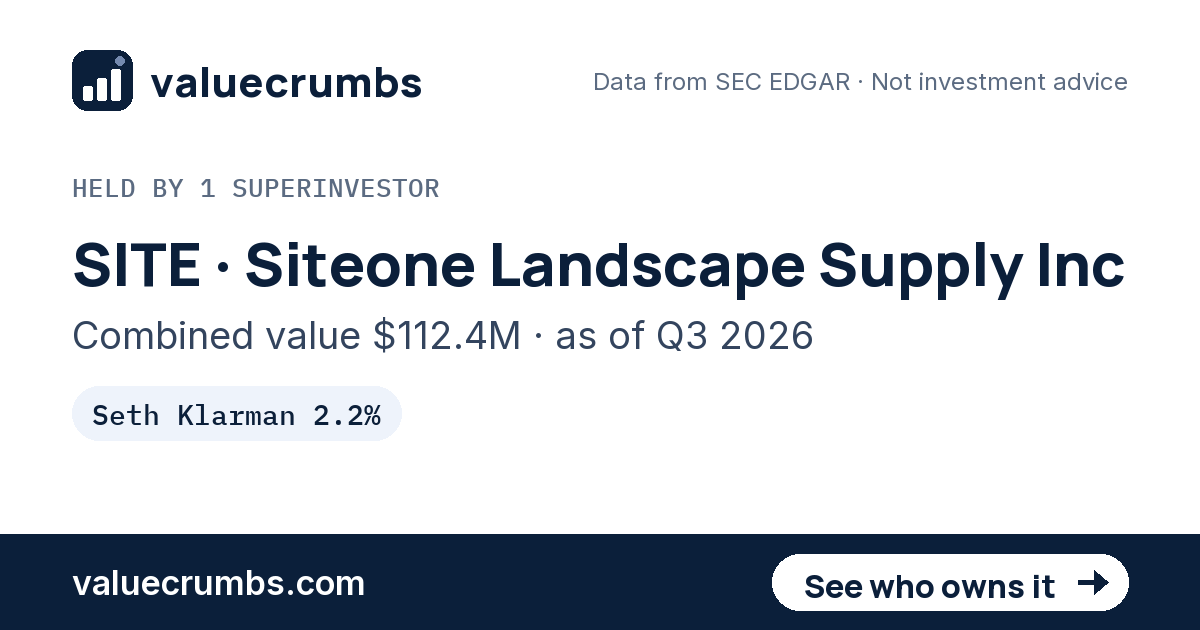 valuecrumbs
Data from SEC EDGAR · Not investment advice
HELD BY 1 SUPERINVESTOR
SITE · Siteone Landscape Supply Inc
Combined value $112.4M · as of Q3 2026
Seth Klarman 2.2%
valuecrumbs.com
See who owns it →